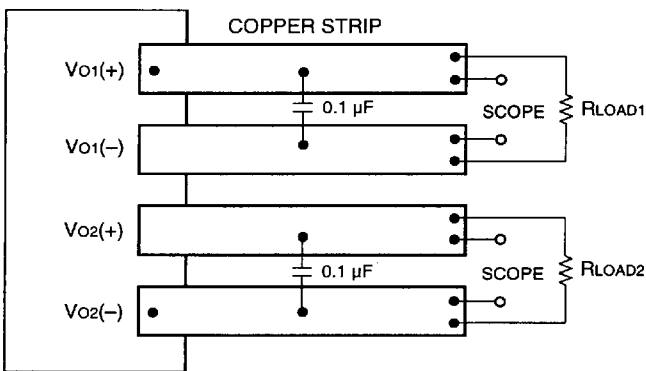 COPPER STRIP
VO1(+)
0.1 µF
SCOPE
RLOAD1
VO1(–)
VO2(+)
0.1 µF
SCOPE
RLOAD2
VO2(–)